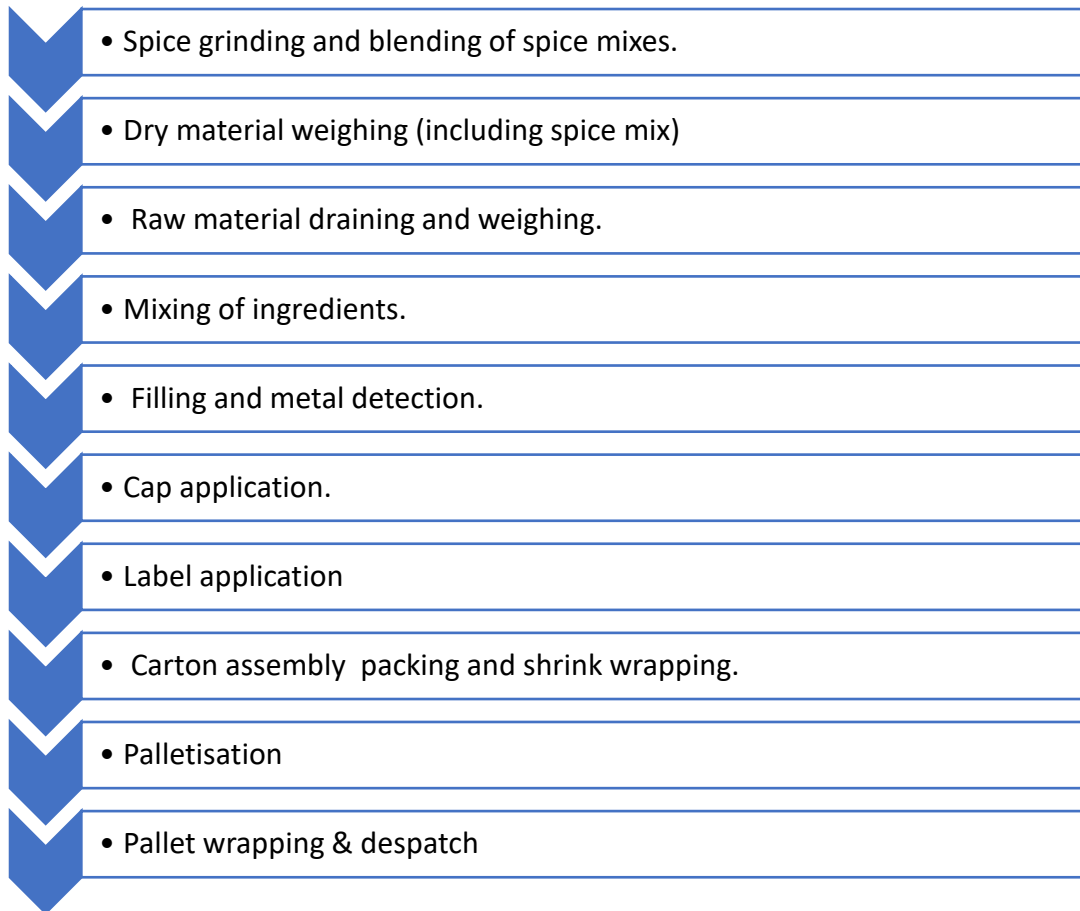 • Spice grinding and blending of spice mixes.
• Dry material weighing (including spice mix)
• Raw material draining and weighing.
• Mixing of ingredients.
• Filling and metal detection.
• Cap application.
• Label application
• Carton assembly  packing and shrink wrapping.
• Palletisation
• Pallet wrapping & despatch